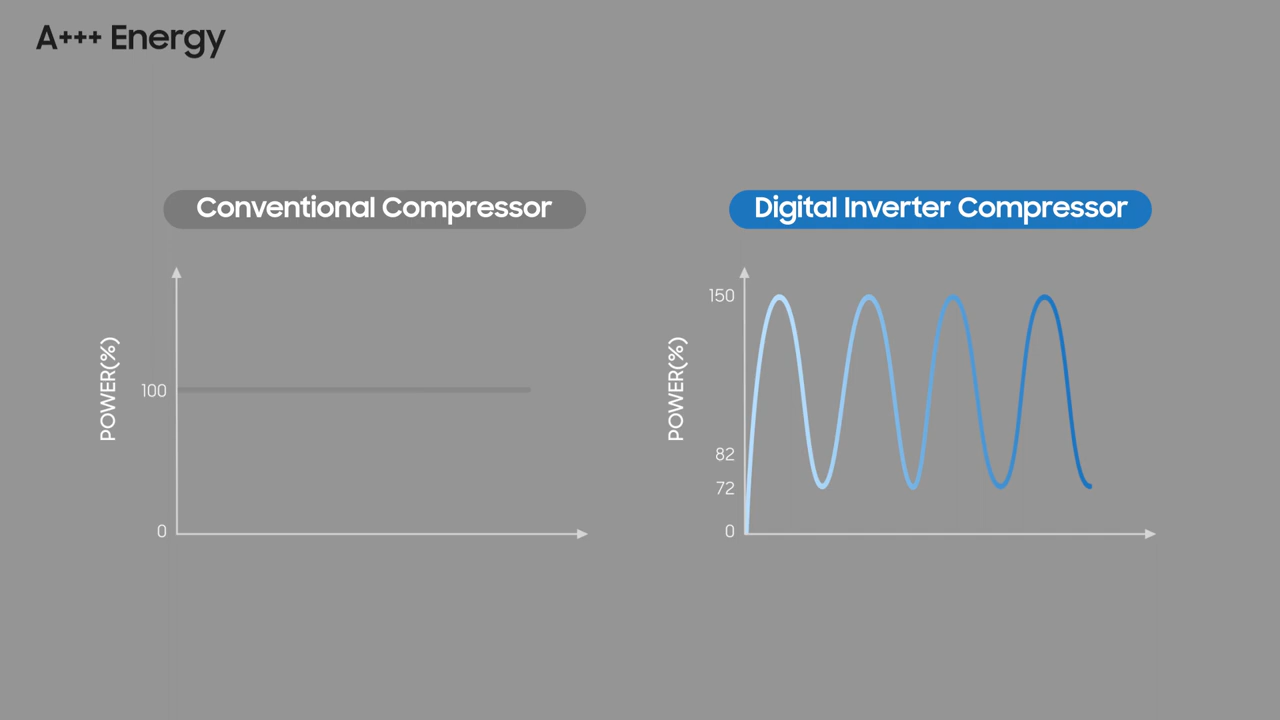 A+++ Energy
Conventional Compressor
POWER(%)
100
0
Digital Inverter Compressor
POWER(%)
150
82
72
0